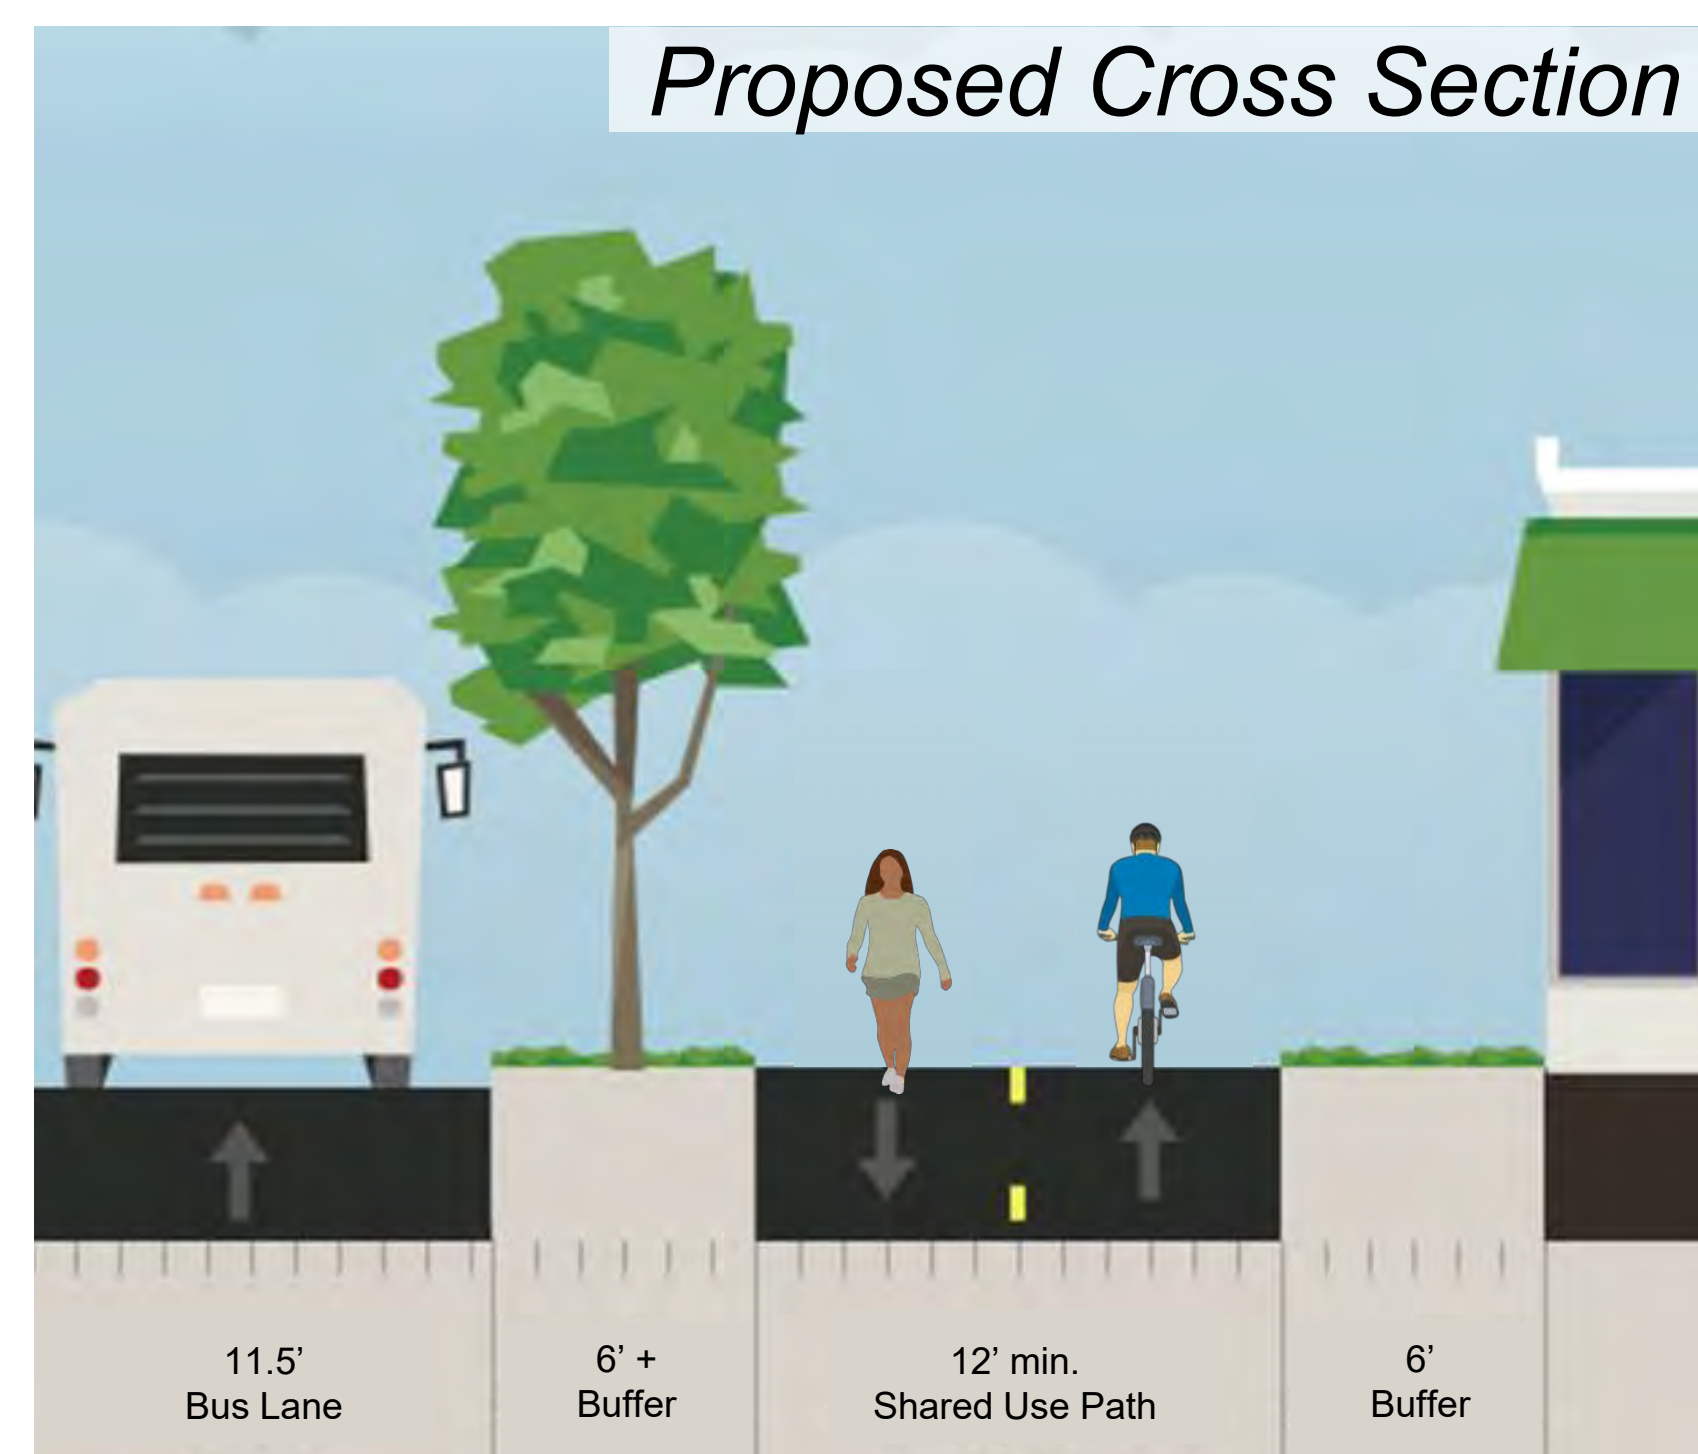 Proposed Cross Section
11.5’
Bus Lane
6’ +
Buffer
12’ min.
Shared Use Path
6’
Buffer